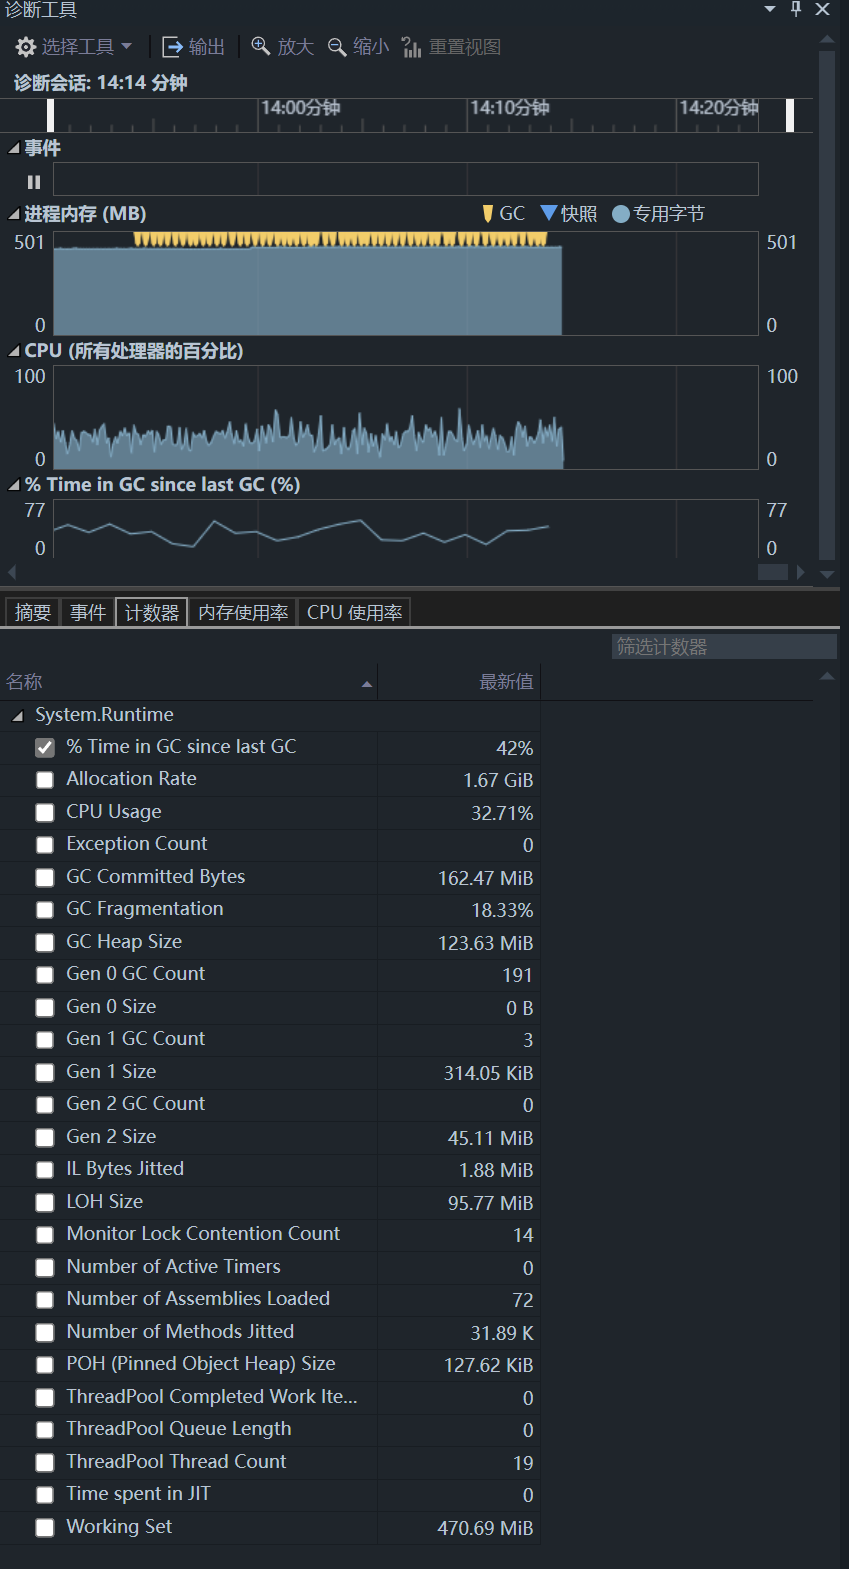 诊断工具
选择工具 输出 放大 缩小 重置视图
诊断会话: 14:14 分钟
14:00分钟 14:10分钟 14:20分钟
事件
进程内存 (MB) GC 快照 专用字节
501 501
0 0
CPU (所有处理器的百分比)
100 100
0 0
% Time in GC since last GC (%)
77 77
0 0
摘要 事件 计数器 内存使用率 CPU 使用率
筛选计数器
名称 最新值
System.Runtime
% Time in GC since last GC 42%
Allocation Rate 1.67 GiB
CPU Usage 32.71%
Exception Count 0
GC Committed Bytes 162.47 MiB
GC Fragmentation 18.33%
GC Heap Size 123.63 MiB
Gen 0 GC Count 191
Gen 0 Size 0 B
Gen 1 GC Count 3
Gen 1 Size 314.05 KiB
Gen 2 GC Count 0
Gen 2 Size 45.11 MiB
IL Bytes Jitted 1.88 MiB
LOH Size 95.77 MiB
Monitor Lock Contention Count 14
Number of Active Timers 0
Number of Assemblies Loaded 72
Number of Methods Jitted 31.89 K
POH (Pinned Object Heap) Size 127.62 KiB
ThreadPool Completed Work Ite... 0
ThreadPool Queue Length 0
ThreadPool Thread Count 19
Time spent in JIT 0
Working Set 470.69 MiB